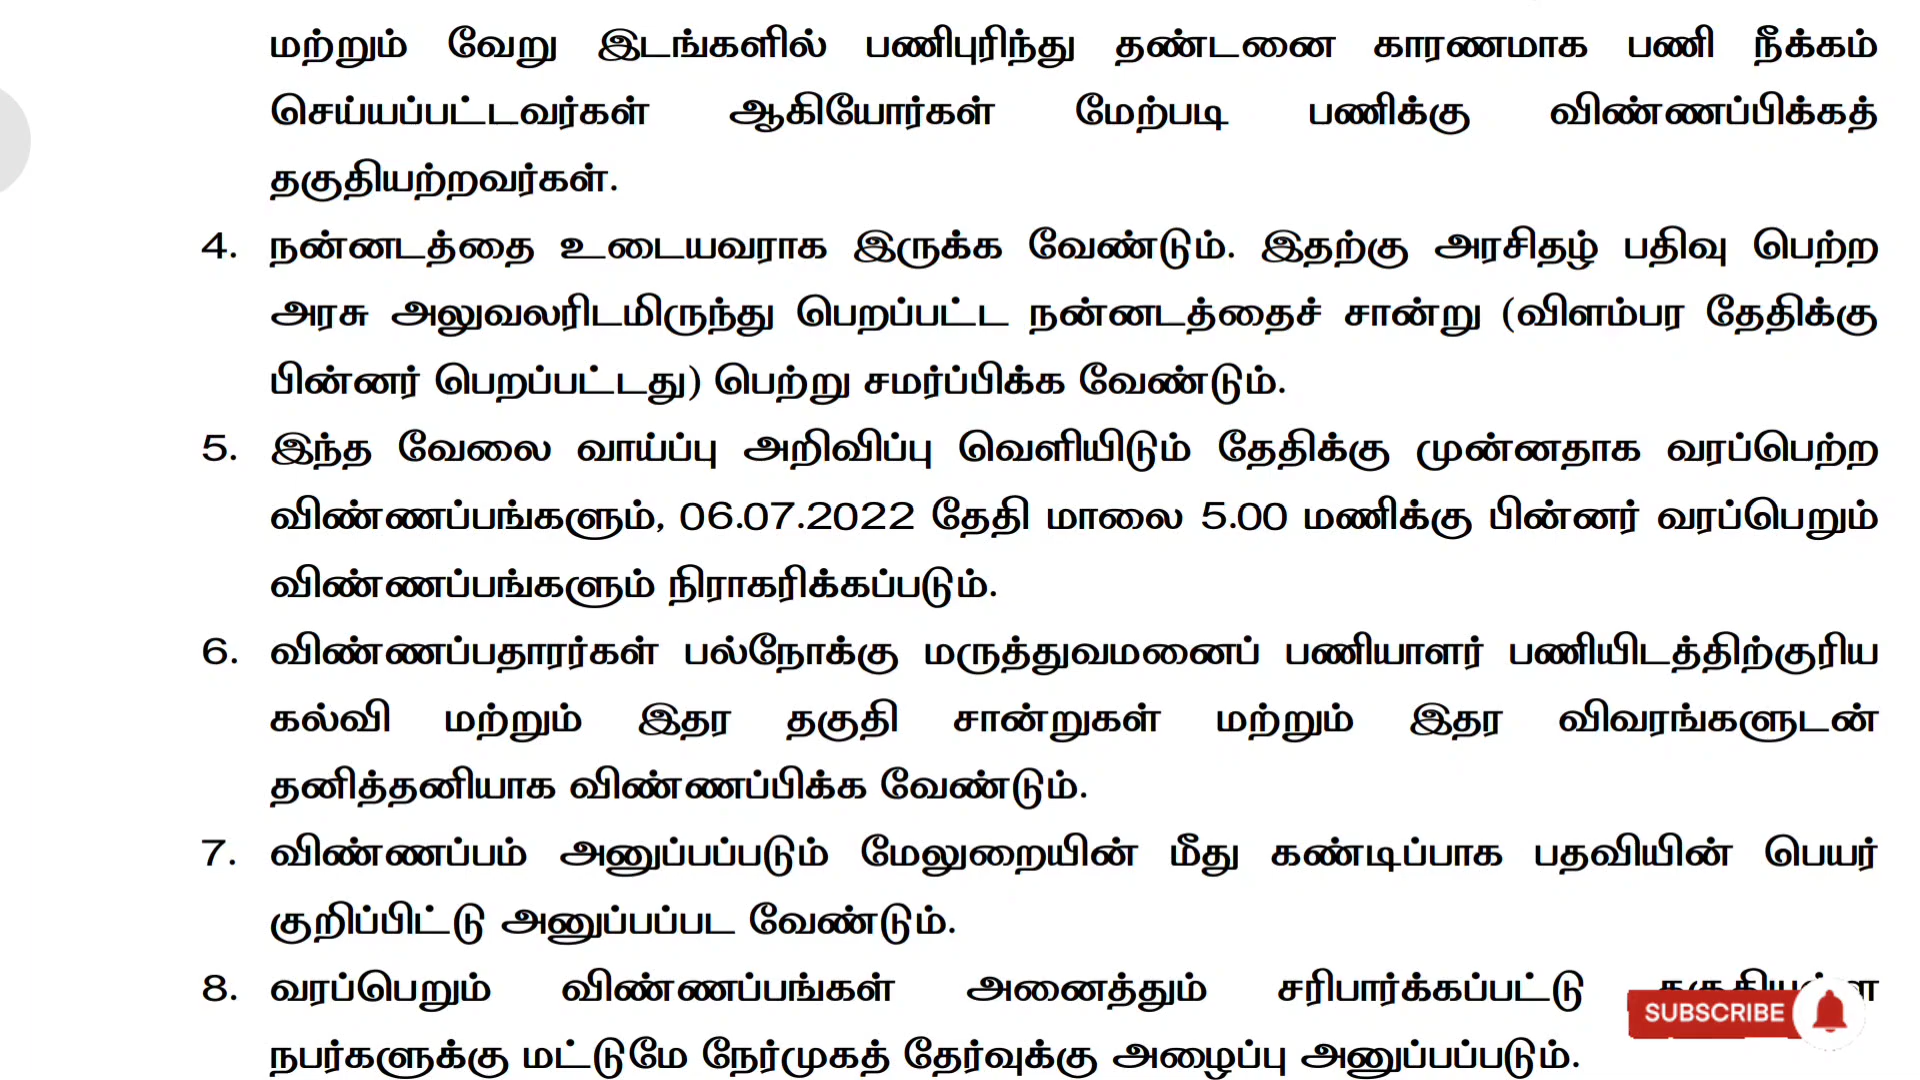 மற்றும் வேறு இடங்களில் பணிபுரிந்து தண்டனை காரணமாக பணி நீக்கம்
செய்யப்பட்டவர்கள் ஆகியோர்கள் மேற்படி பணிக்கு விண்ணப்பிக்கத்
தகுதியற்றவர்கள்.
4. நன்னடத்தை உடையவராக இருக்க வேண்டும். இதற்கு அரசிதழ் பதிவு பெற்ற
அரசு அலுவலரிடமிருந்து பெறப்பட்ட நன்னடத்தைச் சான்று (விளம்பர தேதிக்கு
பின்னர் பெறப்பட்டது) பெற்று சமர்ப்பிக்க வேண்டும்.
5. இந்த வேலை வாய்ப்பு அறிவிப்பு வெளியிடும் தேதிக்கு முன்னதாக வரப்பெற்ற
விண்ணப்பங்களும், 06.07.2022 தேதி மாலை 5.00 மணிக்கு பின்னர் வரப்பெறும்
விண்ணப்பங்களும் நிராகரிக்கப்படும்.
6. விண்ணப்பதாரர்கள் பல்நோக்கு மருத்துவமனைப் பணியாளர் பணியிடத்திற்குரிய
கல்வி மற்றும் இதர தகுதி சான்றுகள் மற்றும் இதர விவரங்களுடன்
தனித்தனியாக விண்ணப்பிக்க வேண்டும்.
7. விண்ணப்பம் அனுப்பப்படும் மேலுறையின் மீது கண்டிப்பாக பதவியின் பெயர்
குறிப்பிட்டு அனுப்பப்பட வேண்டும்.
8. வரப்பெறும் விண்ணப்பங்கள் அனைத்தும் சரிபார்க்கப்பட்டு
SUBSCRIBE
நபர்களுக்கு மட்டுமே நேர்முகத் தேர்வுக்கு அழைப்பு அனுப்பப்படும்.